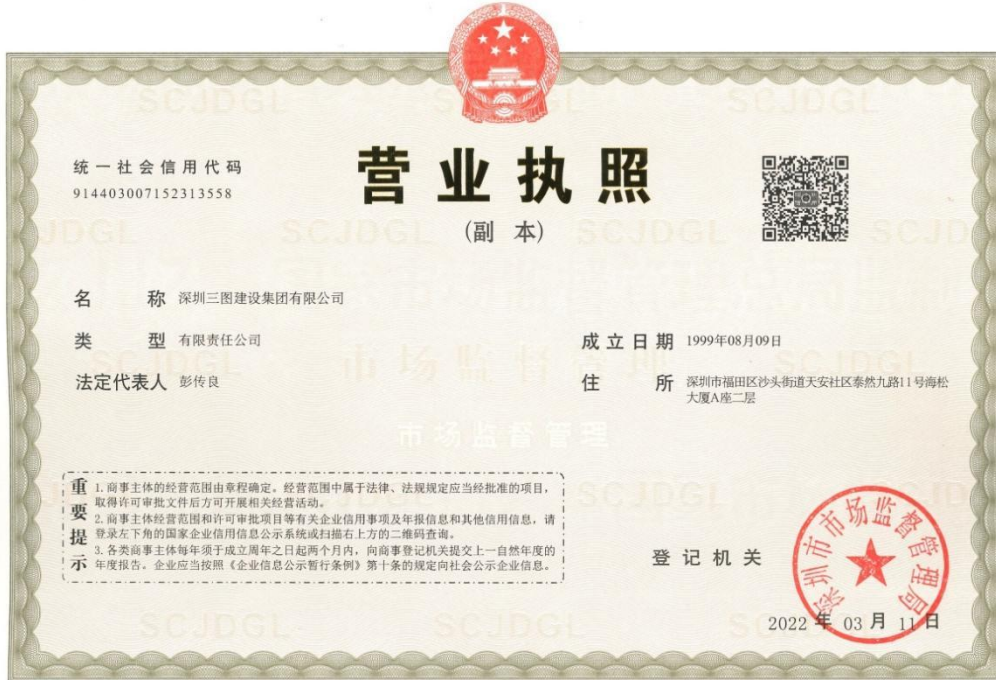 统一社会信用代码
914403007152313558
营业执照
(副 本)
名 称 深圳三图建设集团有限公司
类 型 有限责任公司
法定代表人 彭传良
成立日期 1999年08月09日
住 所 深圳市福田区沙头街道天安社区泰然九路11号海松
大厦A座二层
重要提示
1.商事主体的经营范围由章程确定。经营范围中属于法律、法规规定应当经批准的项目，
取得许可审批文件后方可开展相关经营活动。
2.商事主体经营范围和许可审批项目等有关企业信用事项及年报信息和其他信用信息，请
登录左下角的国家企业信用信息公示系统或扫描右上方的二维码查询。
3.各类商事主体每年须于成立周年之日起两个月内，向商事登记机关提交上一自然年度的
年度报告。企业应当按照《企业信息公示暂行条例》第十条的规定向社会公示企业信息。
登记机关
深圳市市场监督管理局
2022 年 03 月 11 日
SCJDGL
市场监督管理
市场监督管理